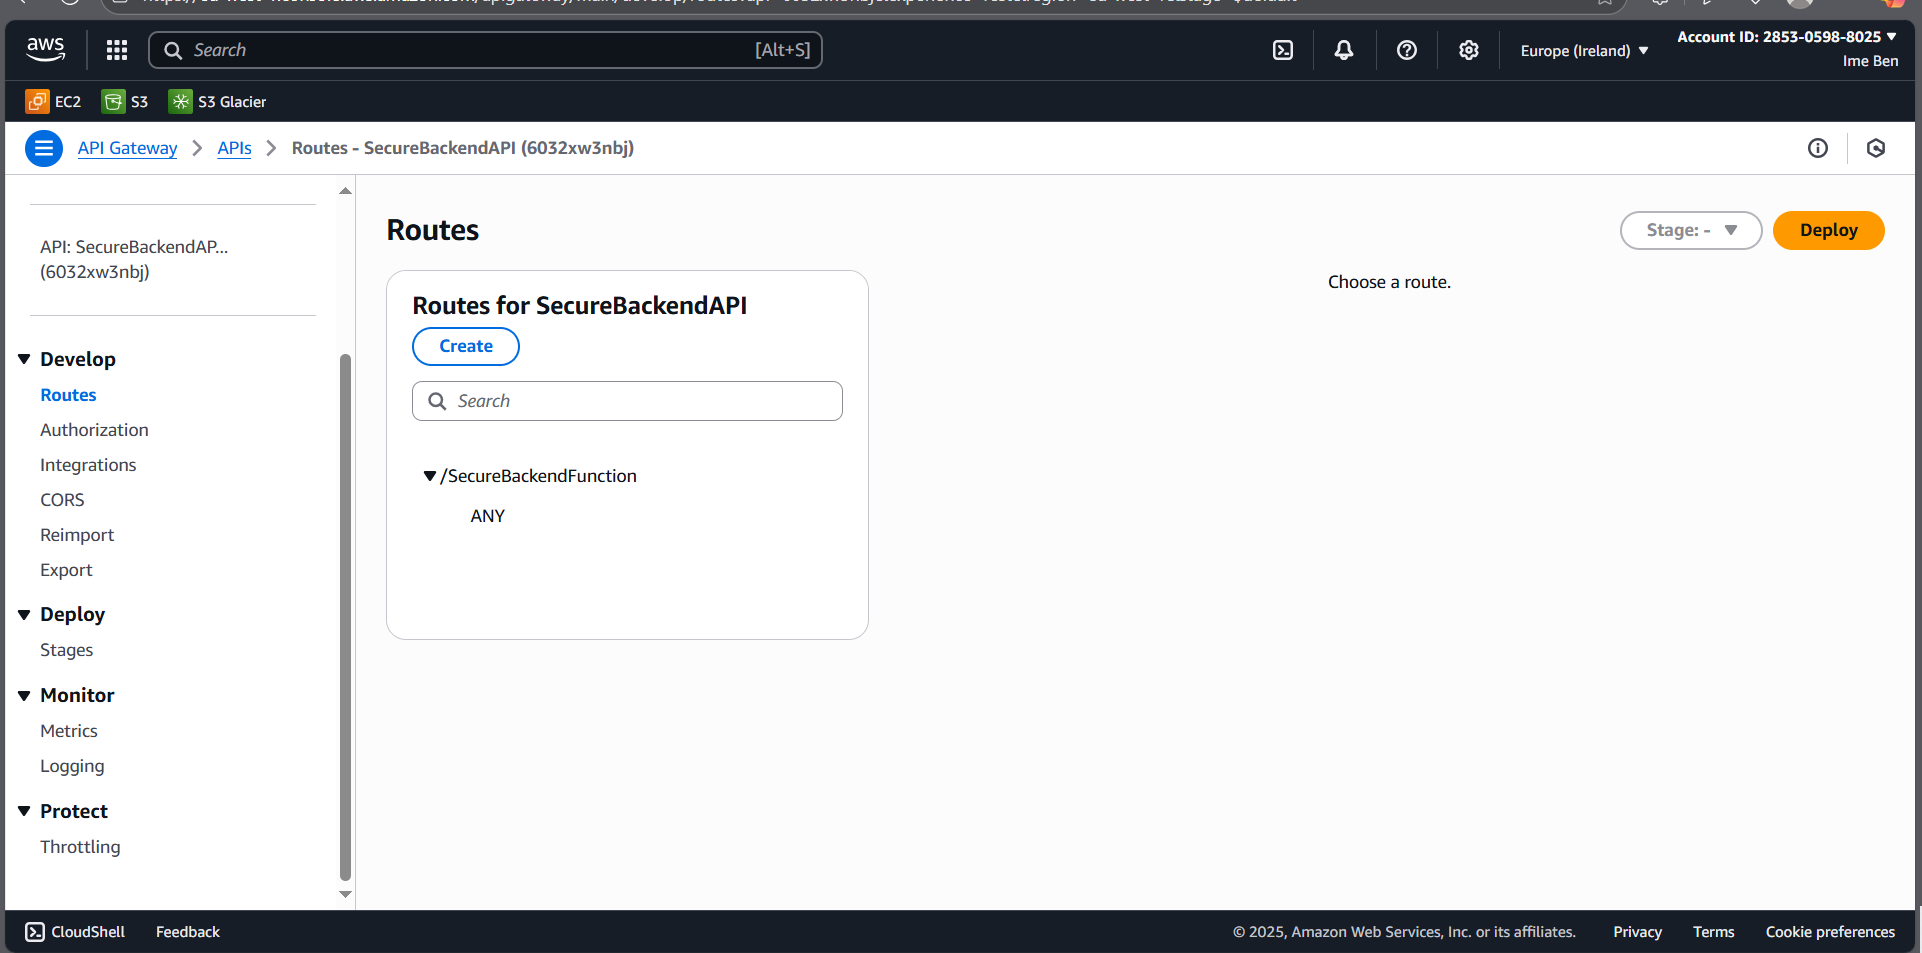 aws
Search [Alt+S]
Europe (Ireland)
Account ID: 2853-0598-8025
Ime Ben
EC2 S3 S3 Glacier
API Gateway APIs Routes - SecureBackendAPI (6032xw3nbj)
API: SecureBackendAP...
(6032xw3nbj)
Develop
Routes
Authorization
Integrations
CORS
Reimport
Export
Deploy
Stages
Monitor
Metrics
Logging
Protect
Throttling
Routes
Stage: -
Deploy
Routes for SecureBackendAPI
Create
Search
/SecureBackendFunction
ANY
Choose a route.
CloudShell Feedback
© 2025, Amazon Web Services, Inc. or its affiliates. Privacy Terms Cookie preferences